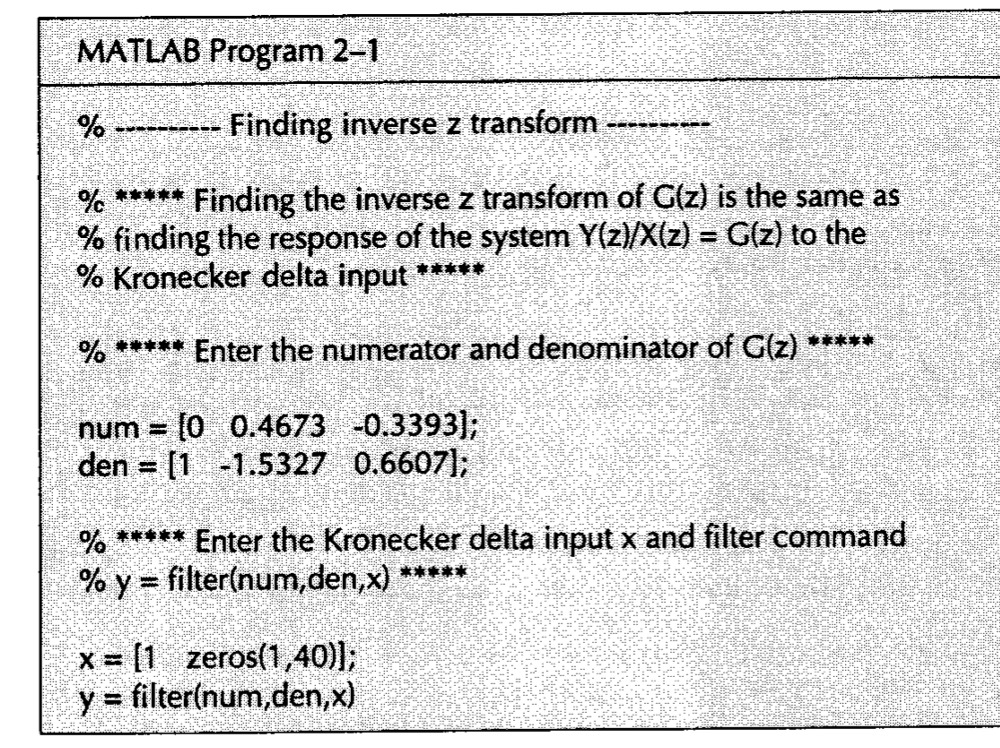 MATLAB Program 2–1
% ---------- Finding inverse z transform ----------
% ***** Finding the inverse z transform of G(z) is the same as
% finding the response of the system Y(z)/X(z) = G(z) to the
% Kronecker delta input *****
% ***** Enter the numerator and denominator of G(z) *****
num = [0 0.4673 -0.3393];
den = [1 -1.5327 0.6607];
% ***** Enter the Kronecker delta input x and filter command
% y = filter(num,den,x) *****
x = [1 zeros(1,40)];
y = filter(num,den,x)